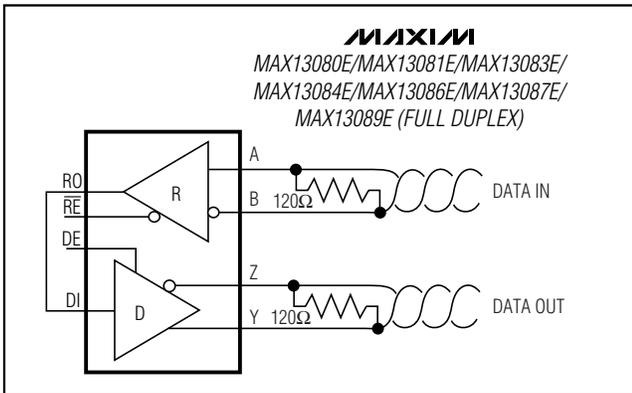 MAXIM
MAX13080E/MAX13081E/MAX13083E/
MAX13084E/MAX13086E/MAX13087E/
MAX13089E (FULL DUPLEX)
A
RO
R
B
120Ω
DATA IN
RE
DE
Z
DI
D
Y
120Ω
DATA OUT